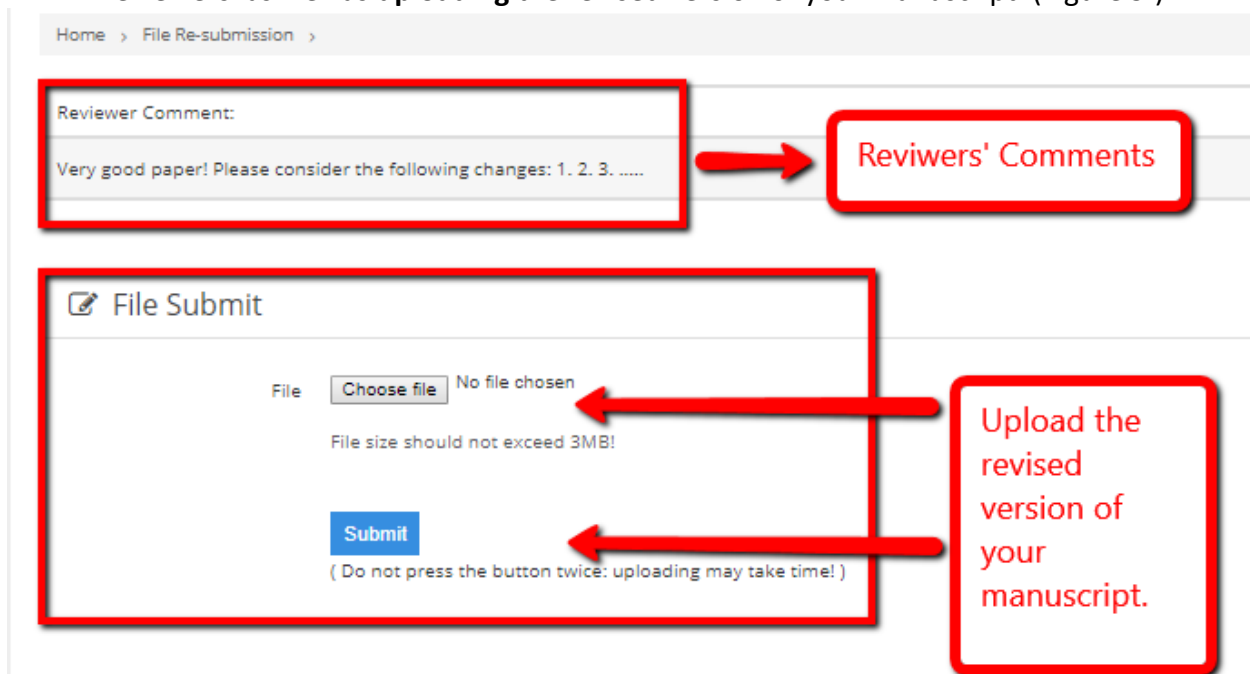 uploading
Home > File Re-submission >
Reviewer Comment:
Very good paper! Please consider the following changes: 1. 2. 3. .....
Reviwers' Comments
File Submit
File Choose file No file chosen
File size should not exceed 3MB!
Submit
( Do not press the button twice: uploading may take time! )
Upload the
revised
version of
your
manuscript.